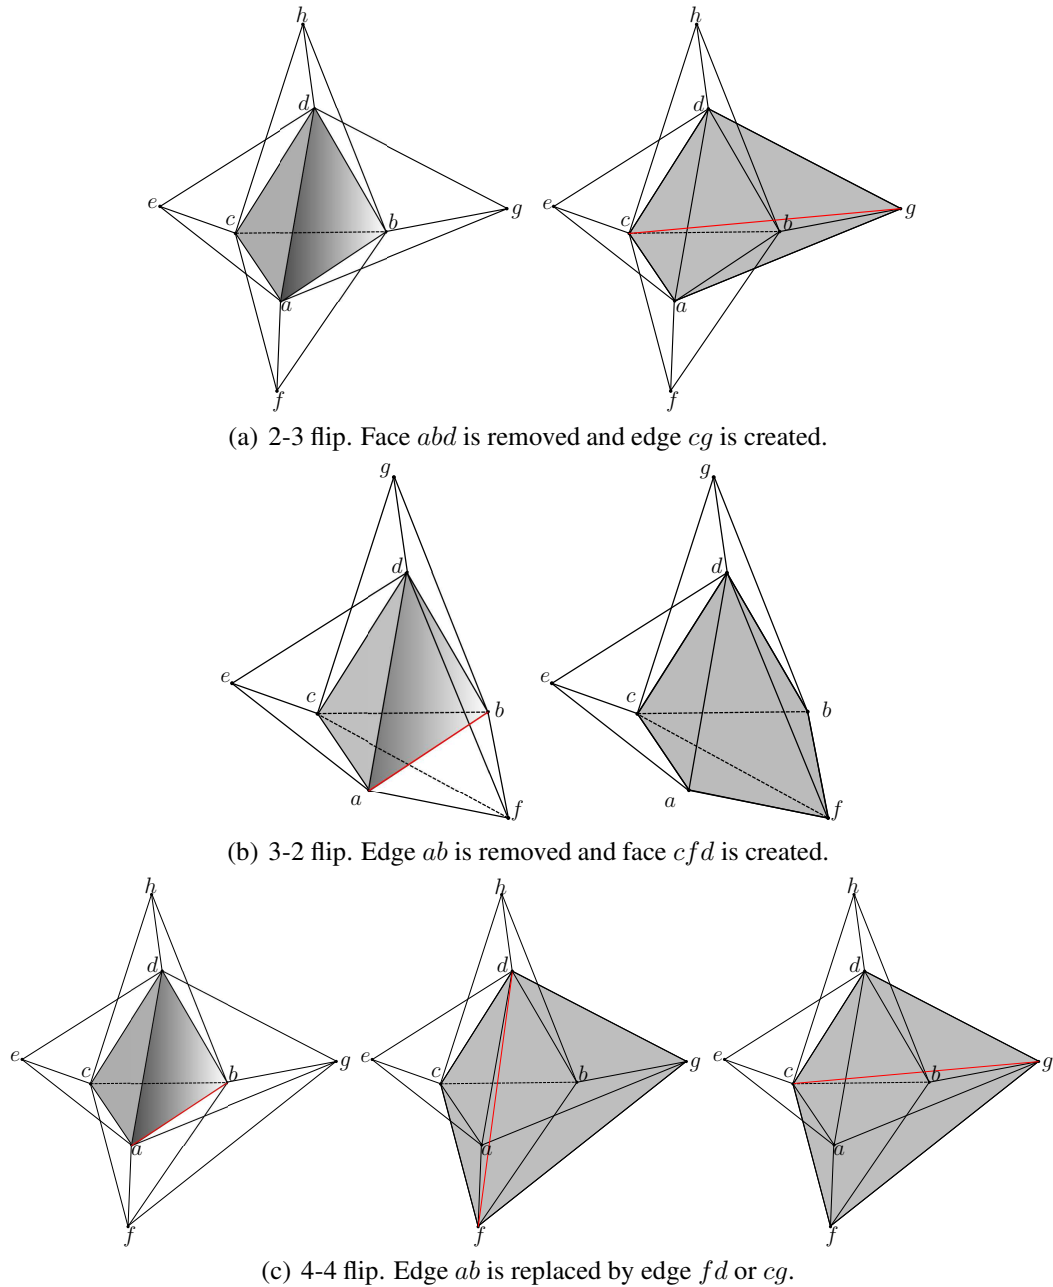 h h
d d
e c b g e c b g
a a
f f
(a) 2-3 flip. Face abd is removed and edge cg is created.
g g
d d
e c b e c b
a f a f
(b) 3-2 flip. Edge ab is removed and face cfd is created.
h h h
d d d
e c b g e c b g e c b g
a a a
f f f
(c) 4-4 flip. Edge ab is replaced by edge fd or cg.